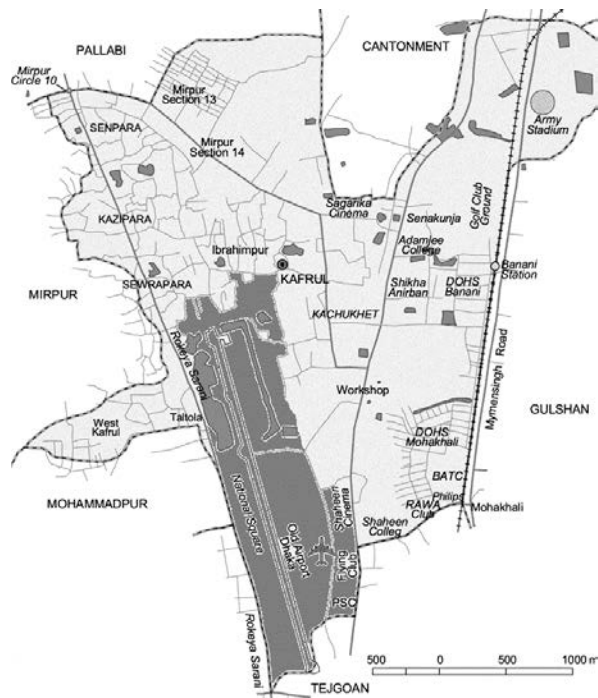 PALLABI
CANTONMENT
Mirpur
Circle 10
Mirpur
Section 13
SENPARA
Mirpur
Section 14
Army
Stadium
Sagarika
Cinema
Senakunja
Golf Club
Ground
KAZIPARA
Adamjee
College
Ibrahimpur
Banani
Station
KAFRUL
SEWRAPARA
Shikha
Anirban
DOHS
Banani
MIRPUR
KACHUKHET
Rokeya Sarani
Mymensingh Road
Workshop
GULSHAN
West
Kafrul
Taltola
DOHS
Mohakhali
BATC
MOHAMMADPUR
National Square
Old Airport
Dhaka
Shaheen
Cinema
Philips
RAWA
Club
Mohakhali
Shaheen
Colleg
Flying
Club
PSC
Rokeya Sarani
500 0 500 1000 m
TEJGOAN